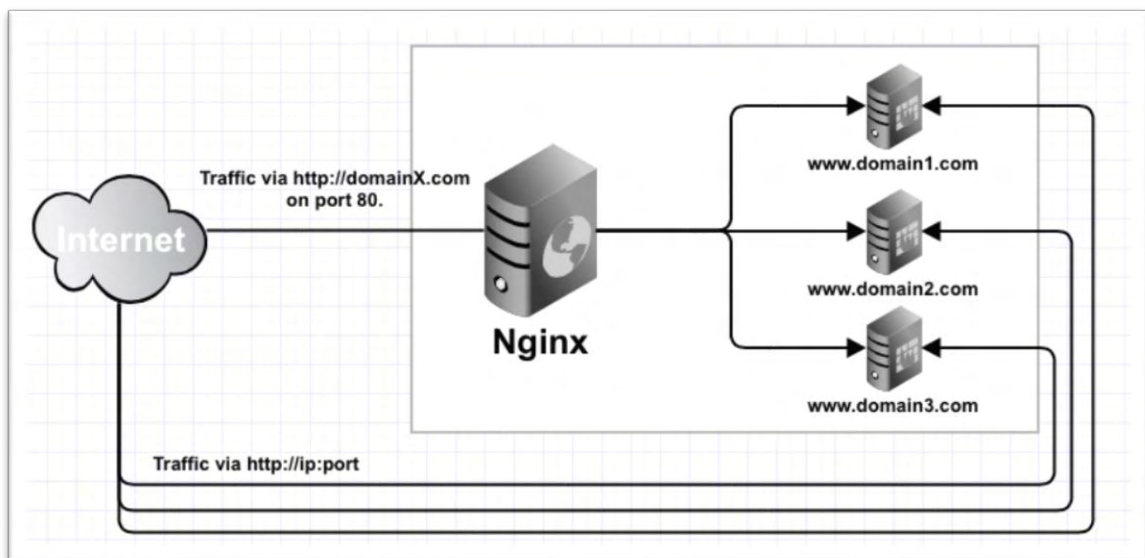 Traffic via http://domainX.com
on port 80.
Internet
Nginx
www.domain1.com
www.domain2.com
www.domain3.com
Traffic via http://ip:port